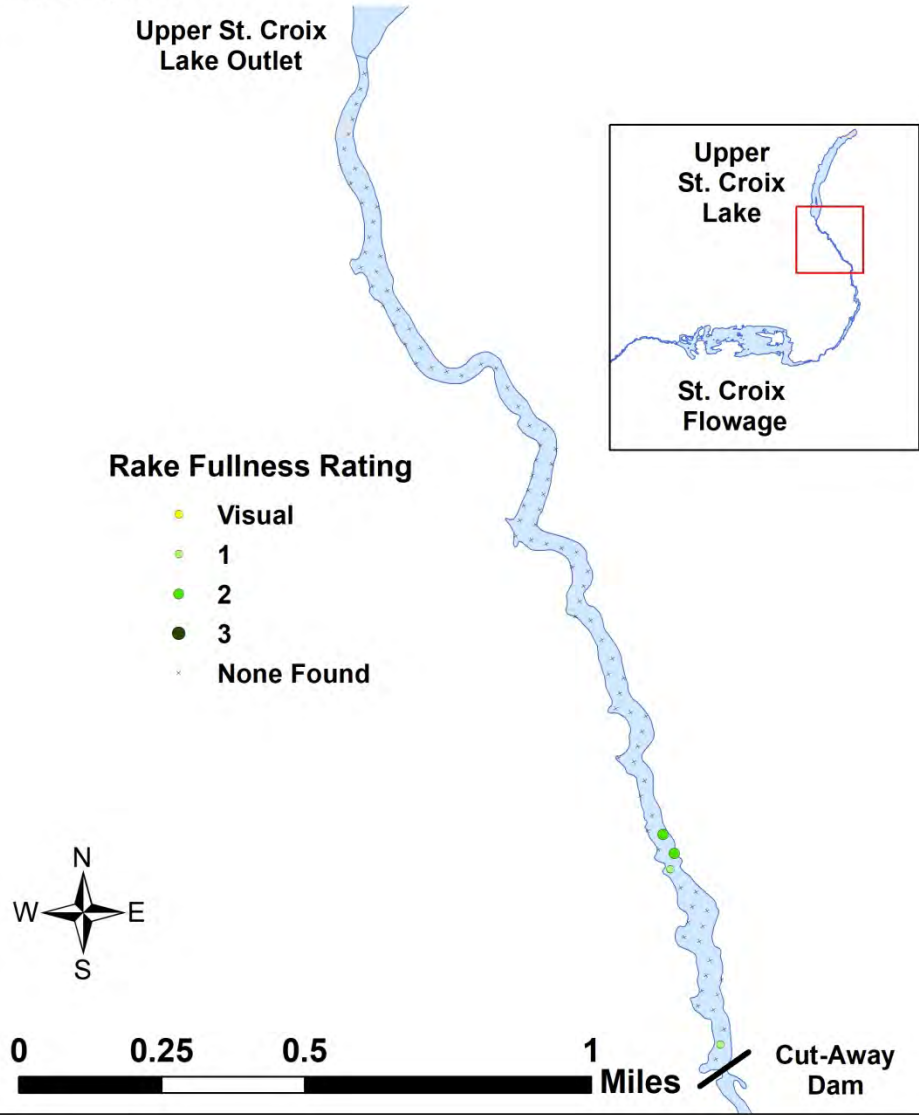 Upper St. Croix
Lake Outlet
Upper
St. Croix
Lake
St. Croix
Flowage
Rake Fullness Rating
Visual
1
2
3
None Found
N
W E
S
0 0.25 0.5 1
Miles
Cut-Away
Dam